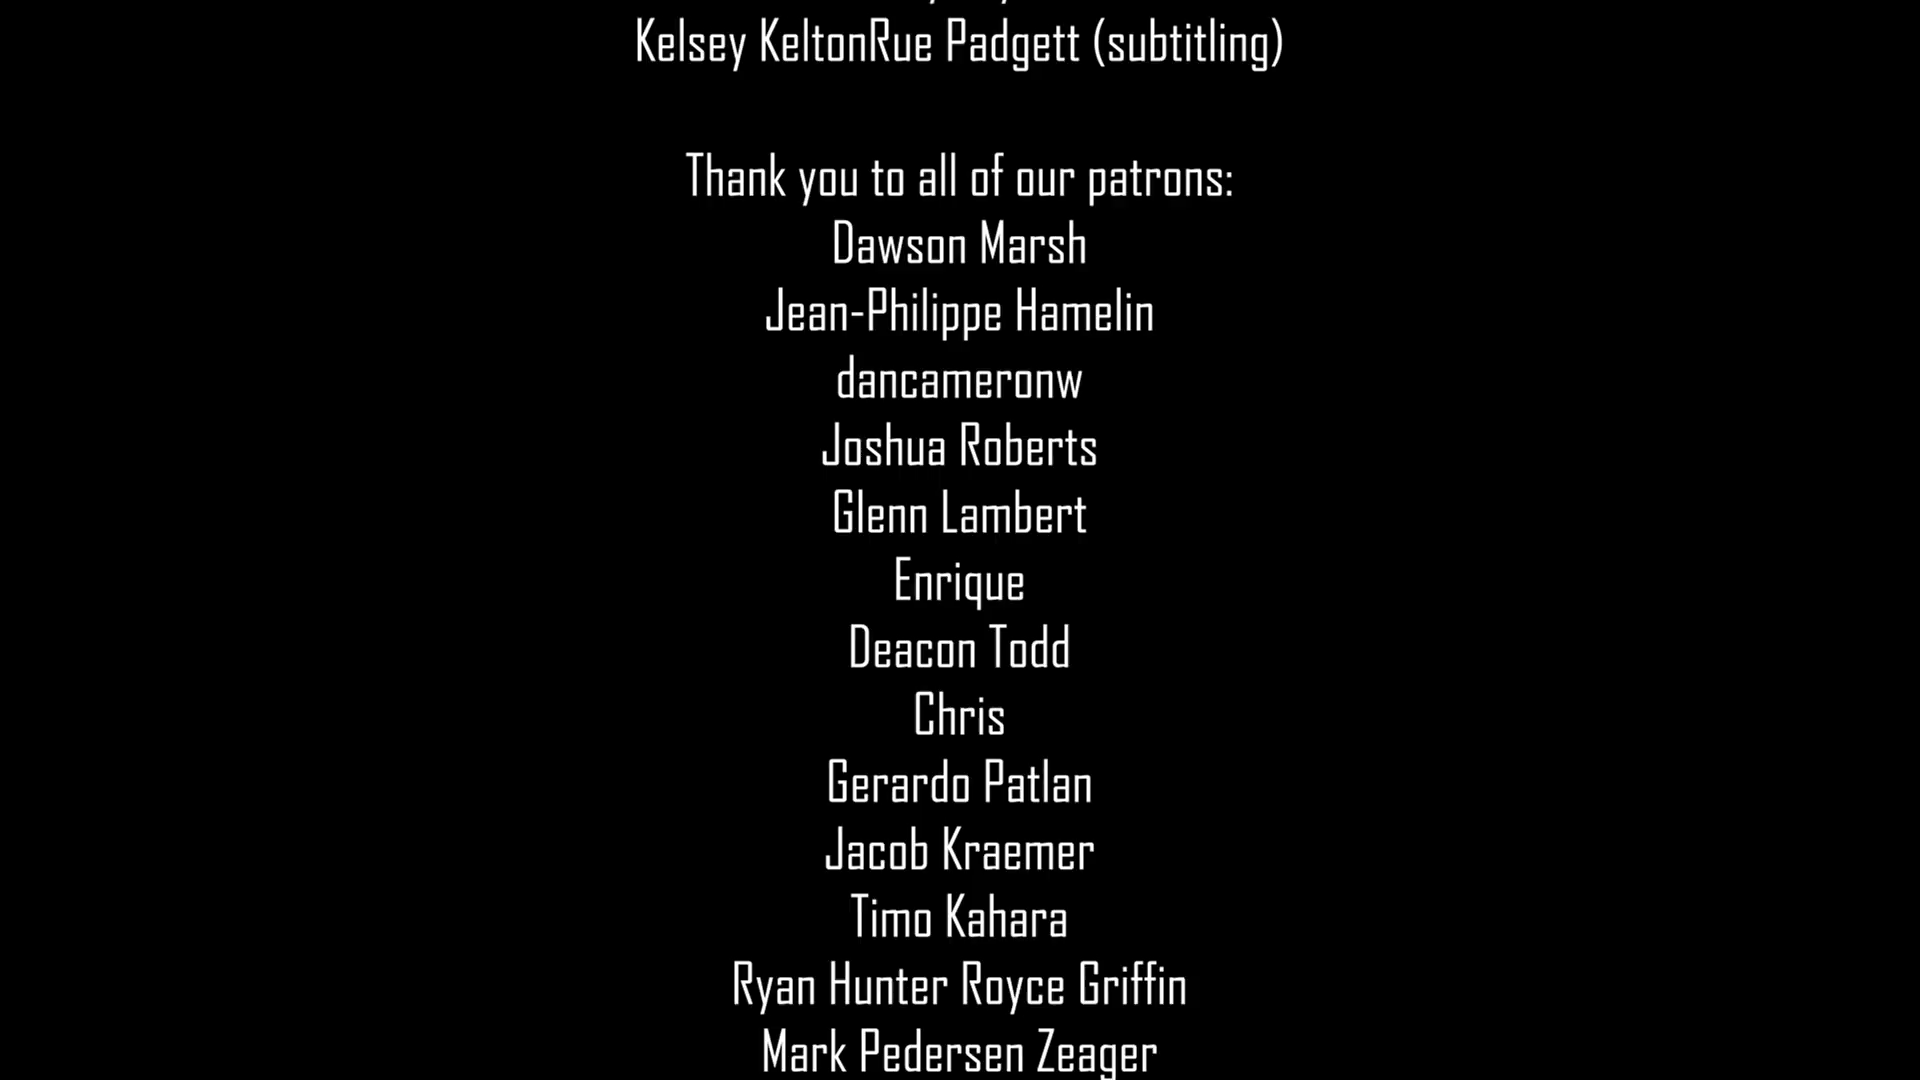 Kelsey KeltonRue Padgett (subtitling)
Thank you to all of our patrons:
Dawson Marsh
Jean-Philippe Hamelin
dancameronw
Joshua Roberts
Glenn Lambert
Enrique
Deacon Todd
Chris
Gerardo Patlan
Jacob Kraemer
Timo Kahara
Ryan Hunter Royce Griffin
Mark Pedersen Zeager